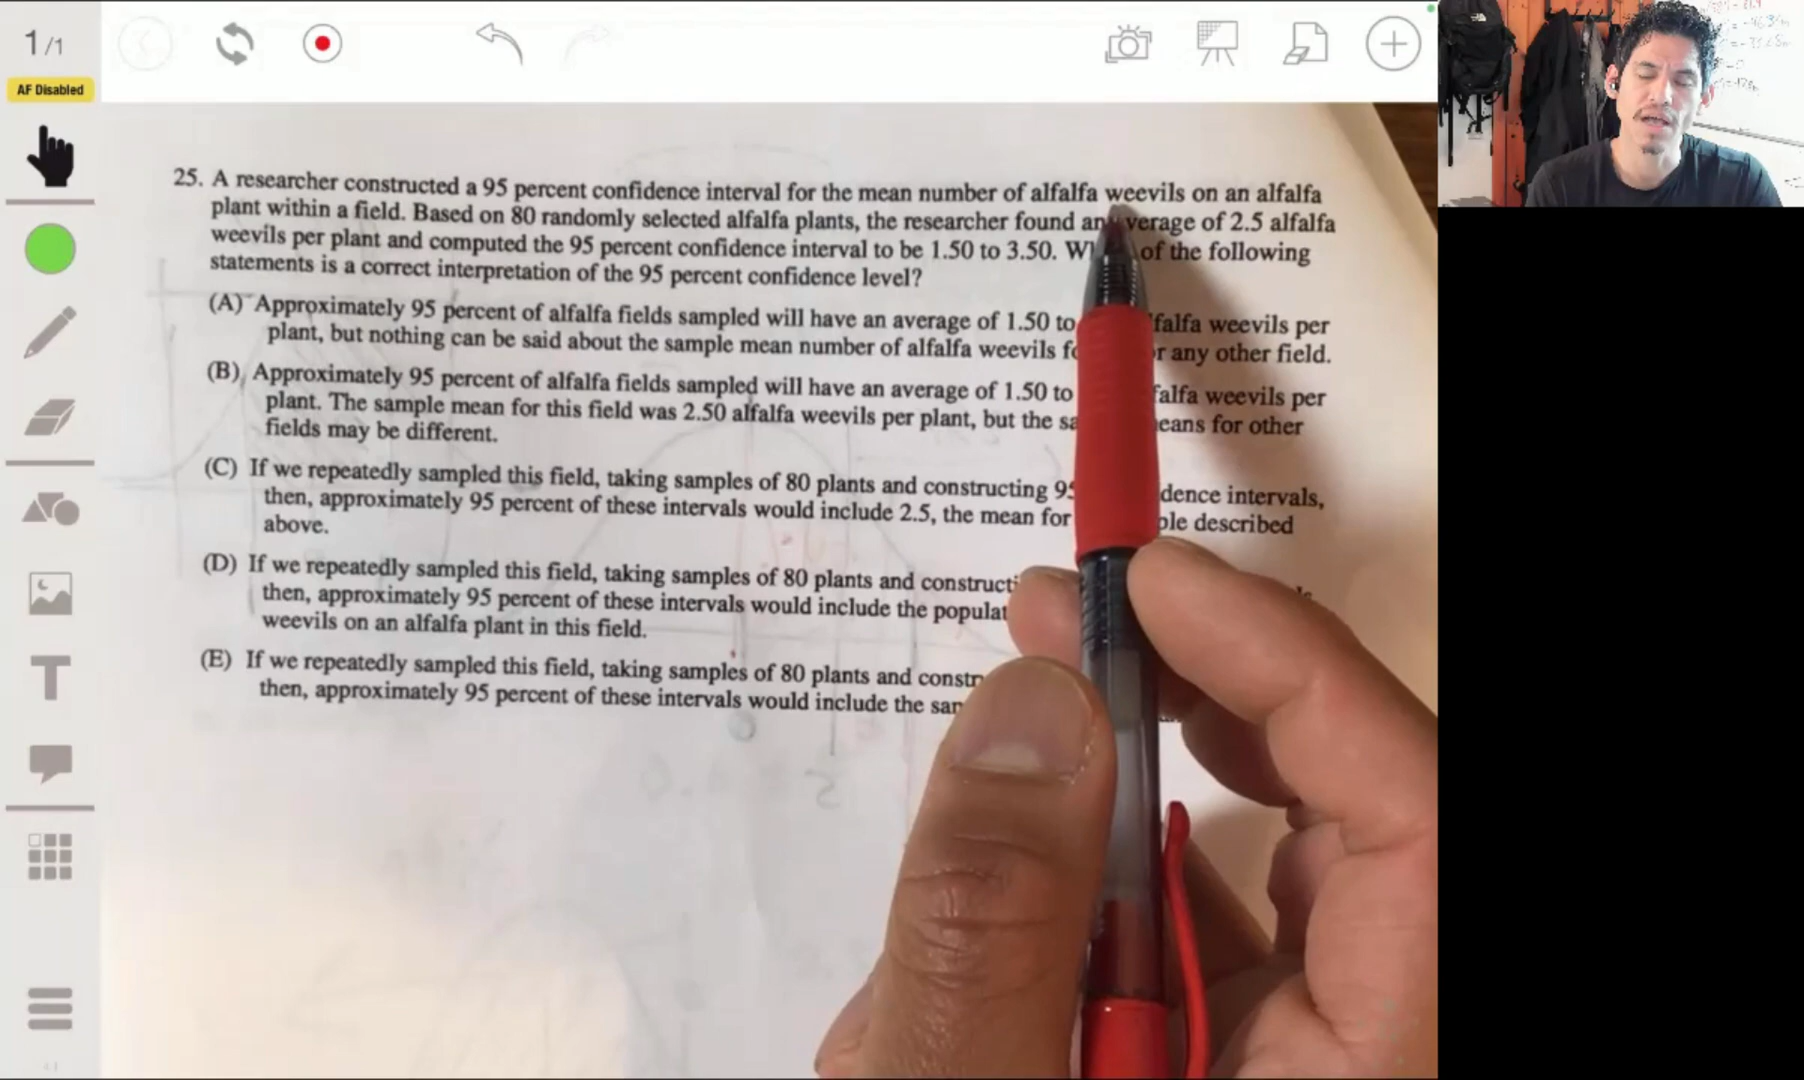 1/1
AF Disabled
25. A researcher constructed a 95 percent confidence interval for the mean number of alfalfa weevils on an alfalfa
plant within a field. Based on 80 randomly selected alfalfa plants, the researcher found an verage of 2.5 alfalfa
weevils per plant and computed the 95 percent confidence interval to be 1.50 to 3.50. of the following
statements is a correct interpretation of the 95 percent confidence level?
(A) Approximately 95 percent of alfalfa fields sampled will have an average of 1.50 to falfa weevils per
plant, but nothing can be said about the sample mean number of alfalfa weevils any other field.
(B) Approximately 95 percent of alfalfa fields sampled will have an average of 1.50 to falfa weevils per
plant. The sample mean for this field was 2.50 alfalfa weevils per plant, but the eans for other
fields may be different.
(C) If we repeatedly sampled this field, taking samples of 80 plants and constructing dence intervals,
then, approximately 95 percent of these intervals would include 2.5, the mean for ple described
above.
(D) If we repeatedly sampled this field, taking samples of 80 plants and constructi
then, approximately 95 percent of these intervals would include the populat
weevils on an alfalfa plant in this field.
(E) If we repeatedly sampled this field, taking samples of 80 plants and constr
then, approximately 95 percent of these intervals would include the
T